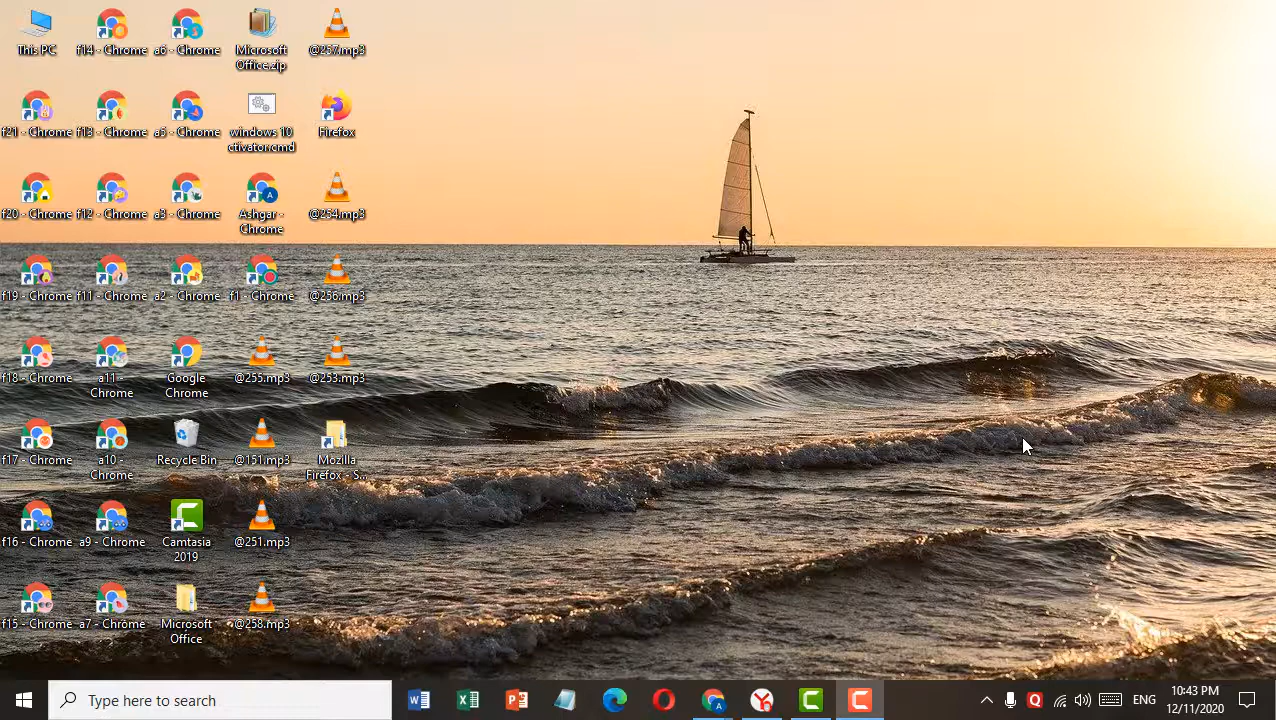 This PC
f21 - Chrome
f20 - Chrome
f19 - Chrome
f18 - Chrome
f17 - Chrome
f16 - Chrome
f15 - Chrome
f14 - Chrome
f13 - Chrome
f12 - Chrome
f11 - Chrome
a11 -
Chrome
a10 -
Chrome
a9 - Chrome
a7 - Chrome
a6 - Chrome
a5 - Chrome
a3 - Chrome
a2 - Chrome
Google
Chrome
Recycle Bin
Camtasia
2019
Microsoft
Office
Microsoft
Office.zip
windows 10
ctivator.cmd
Ashgar -
Chrome
f1 - Chrome
@255.mp3
@151.mp3
@251.mp3
@258.mp3
@257.mp3
Firefox
@254.mp3
@256.mp3
@253.mp3
Mozilla
Firefox - S...
Type here to search
ENG
10:43 PM
12/11/2020